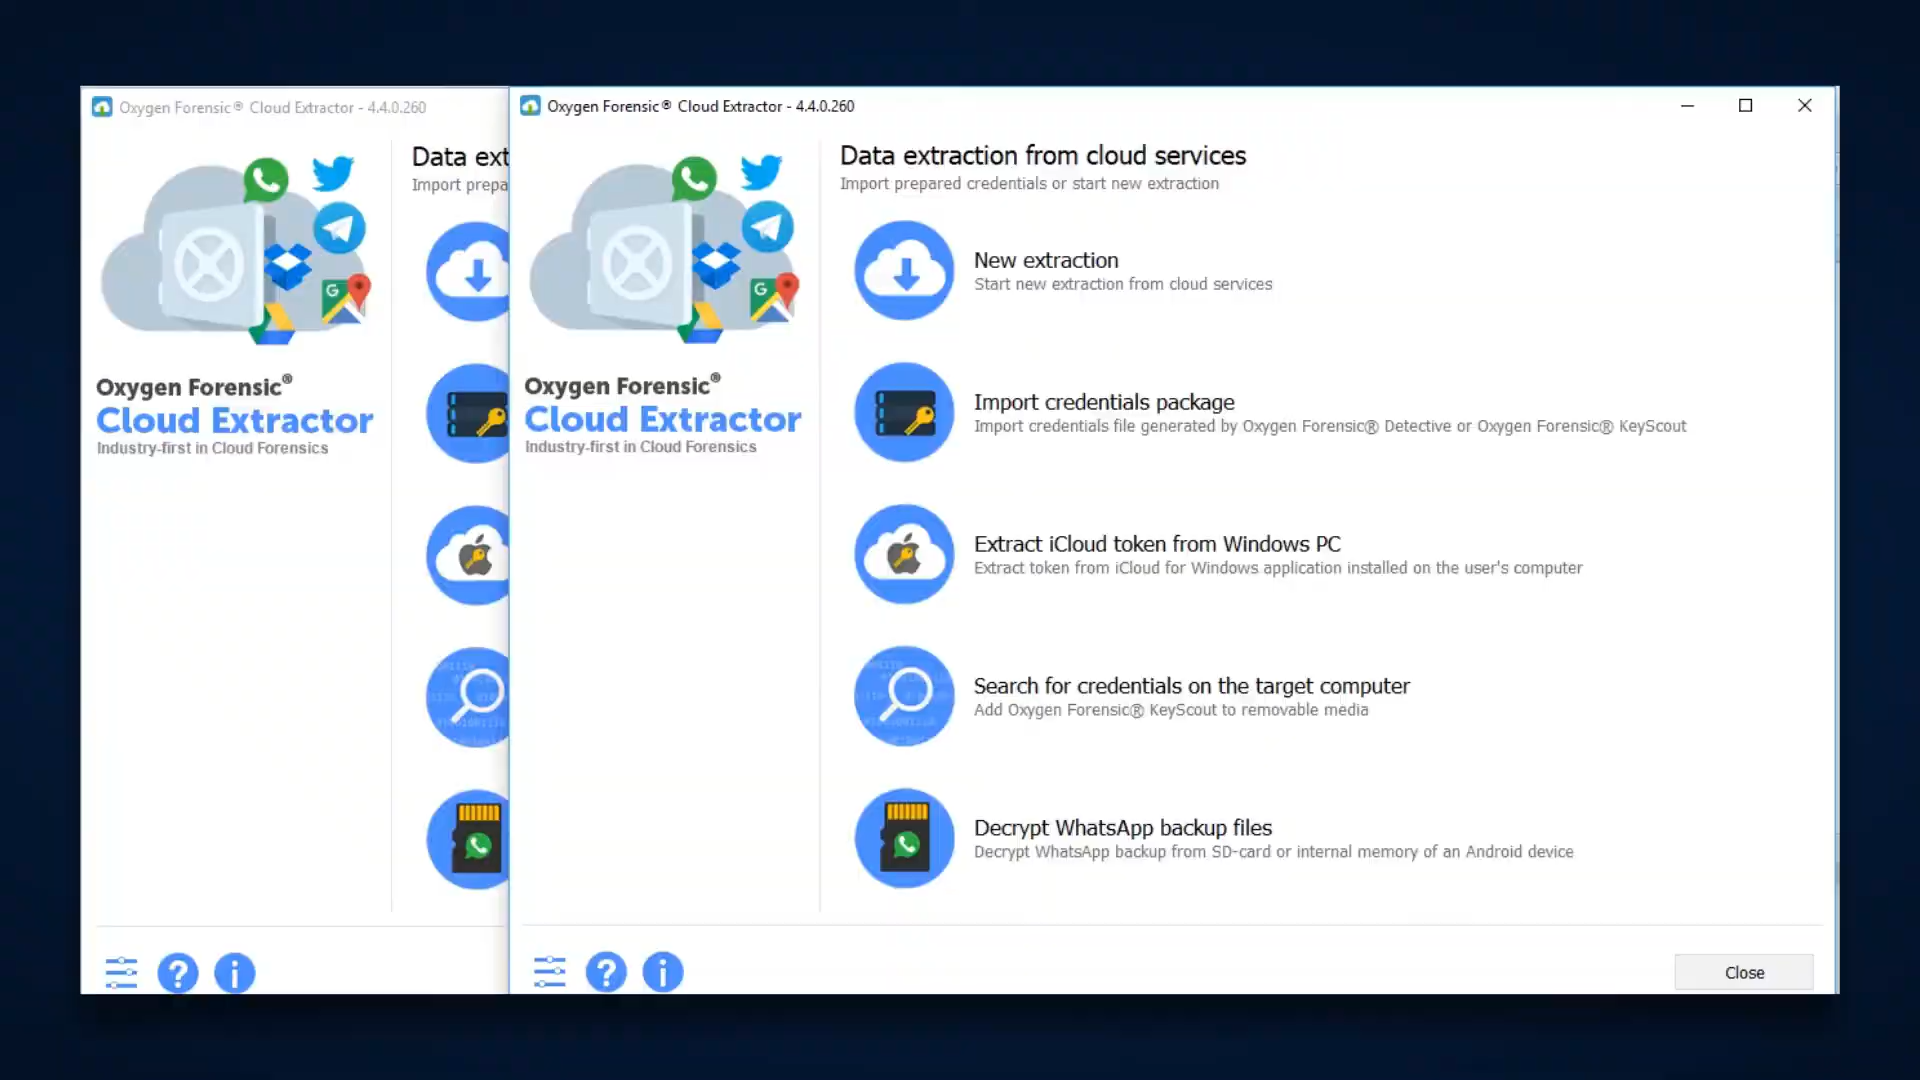 Oxygen Forensic® Cloud Extractor - 4.4.0.260
Data ext
Import prepa
Oxygen Forensic®
Cloud Extractor
Industry-first in Cloud Forensics
Oxygen Forensic® Cloud Extractor - 4.4.0.260
Oxygen Forensic®
Cloud Extractor
Industry-first in Cloud Forensics
Data extraction from cloud services
Import prepared credentials or start new extraction
New extraction
Start new extraction from cloud services
Import credentials package
Import credentials file generated by Oxygen Forensic® Detective or Oxygen Forensic® KeyScout
Extract iCloud token from Windows PC
Extract token from iCloud for Windows application installed on the user's computer
Search for credentials on the target computer
Add Oxygen Forensic® KeyScout to removable media
Decrypt WhatsApp backup files
Decrypt WhatsApp backup from SD-card or internal memory of an Android device
Close